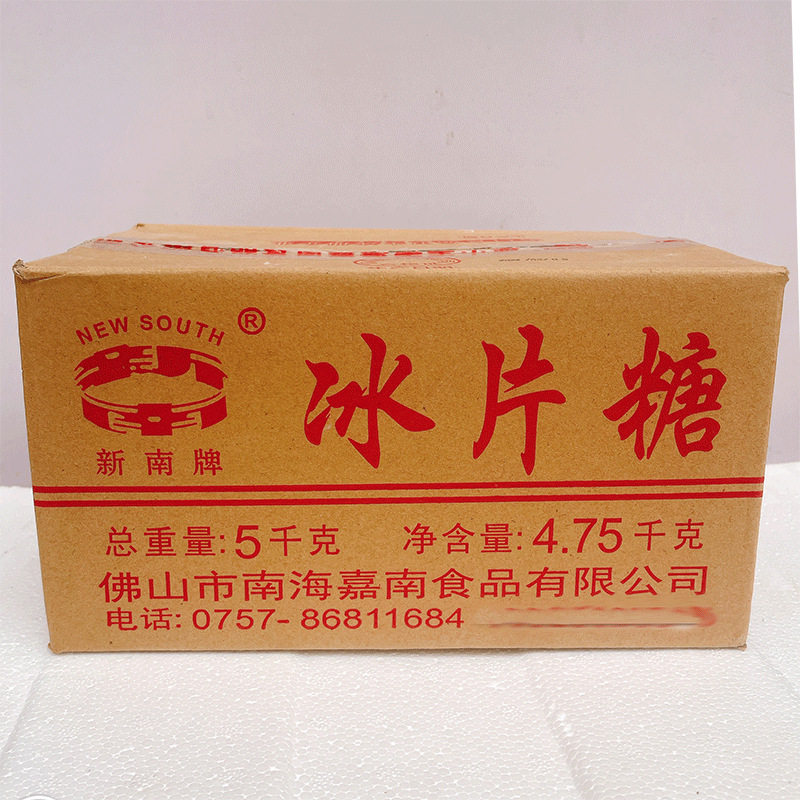 NEW SOUTH ®
新南牌
冰片糖
总重量:5千克 净含量:4.75千克
佛山市南海嘉南食品有限公司
电话: 0757- 86811684